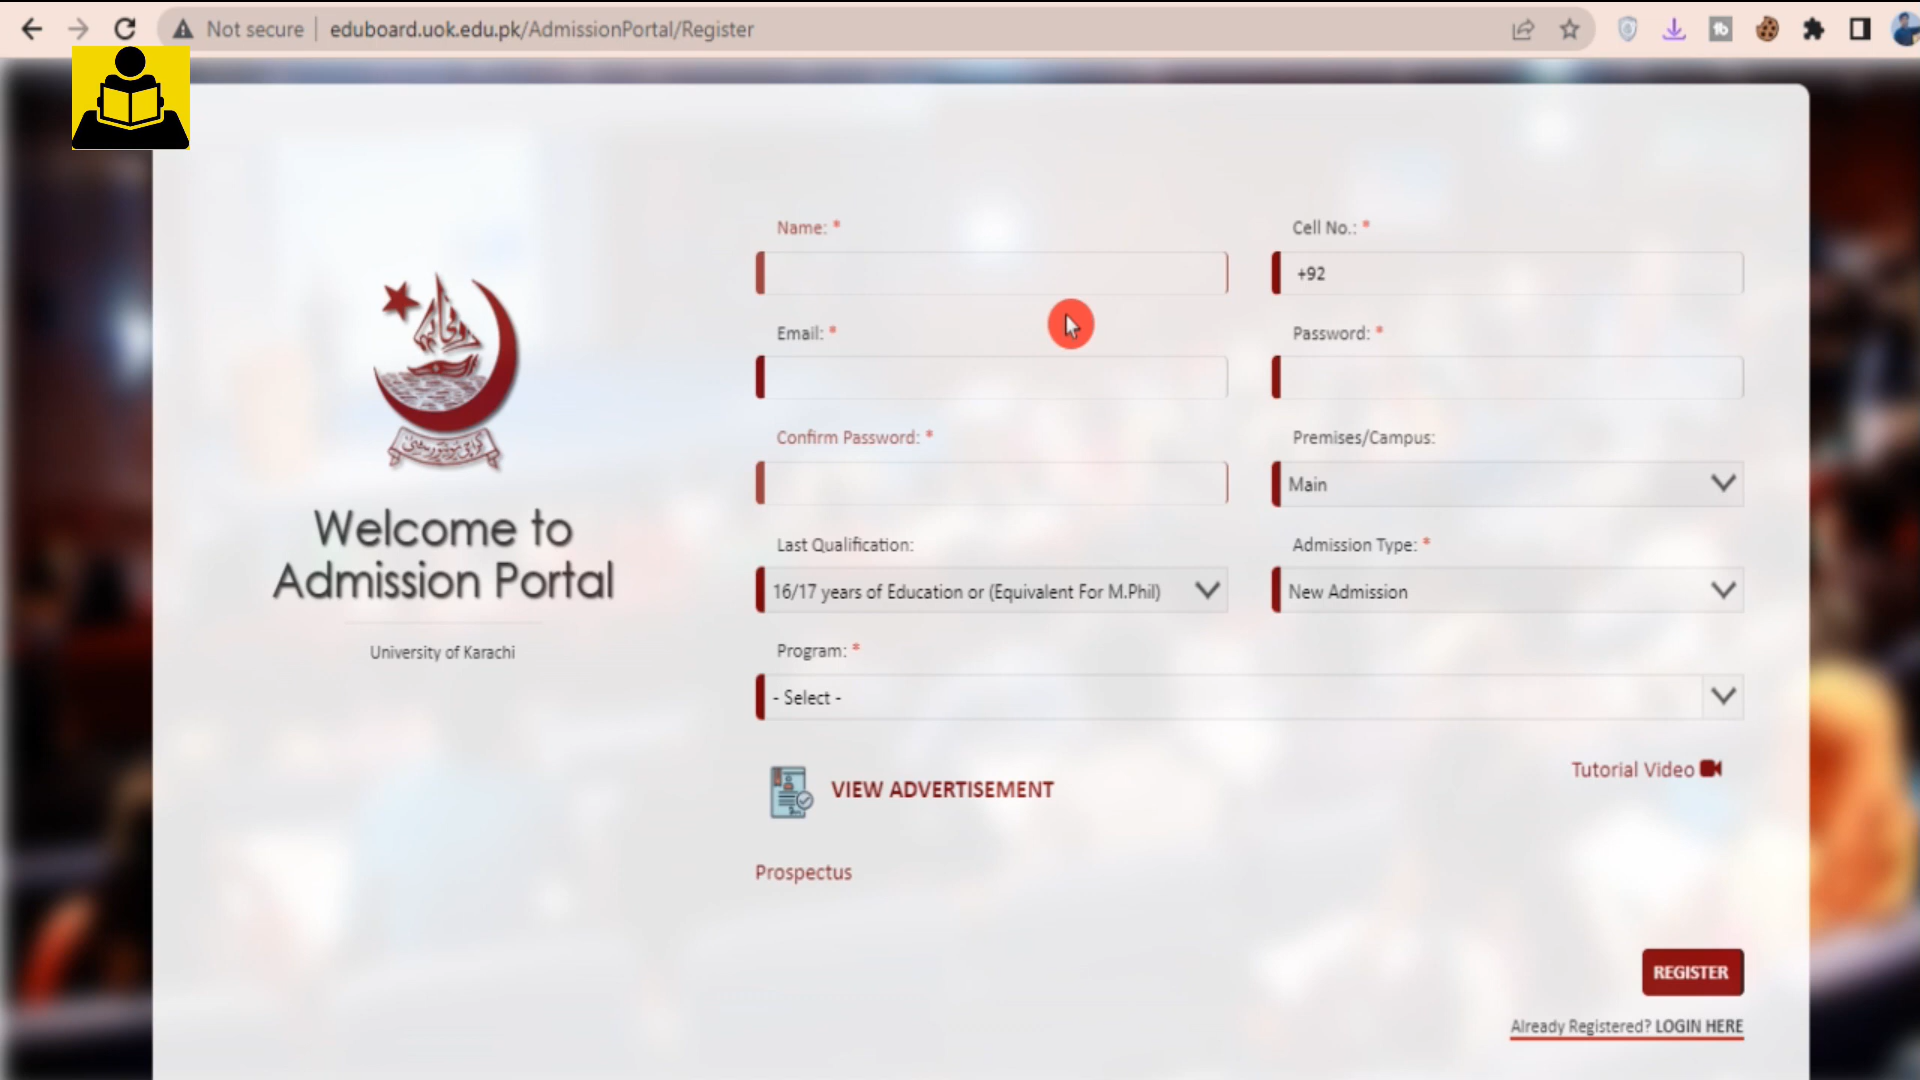 Not secure
eduboard.uok.edu.pk/AdmissionPortal/Register
Name: *
Cell No.: *
+92
Email: *
Password: *
Confirm Password: *
Premises/Campus:
Main
Last Qualification:
Admission Type: *
16/17 years of Education or (Equivalent For M.Phil)
New Admission
Program: *
- Select -
Welcome to
Admission Portal
University of Karachi
VIEW ADVERTISEMENT
Tutorial Video
Prospectus
REGISTER
Already Registered? LOGIN HERE